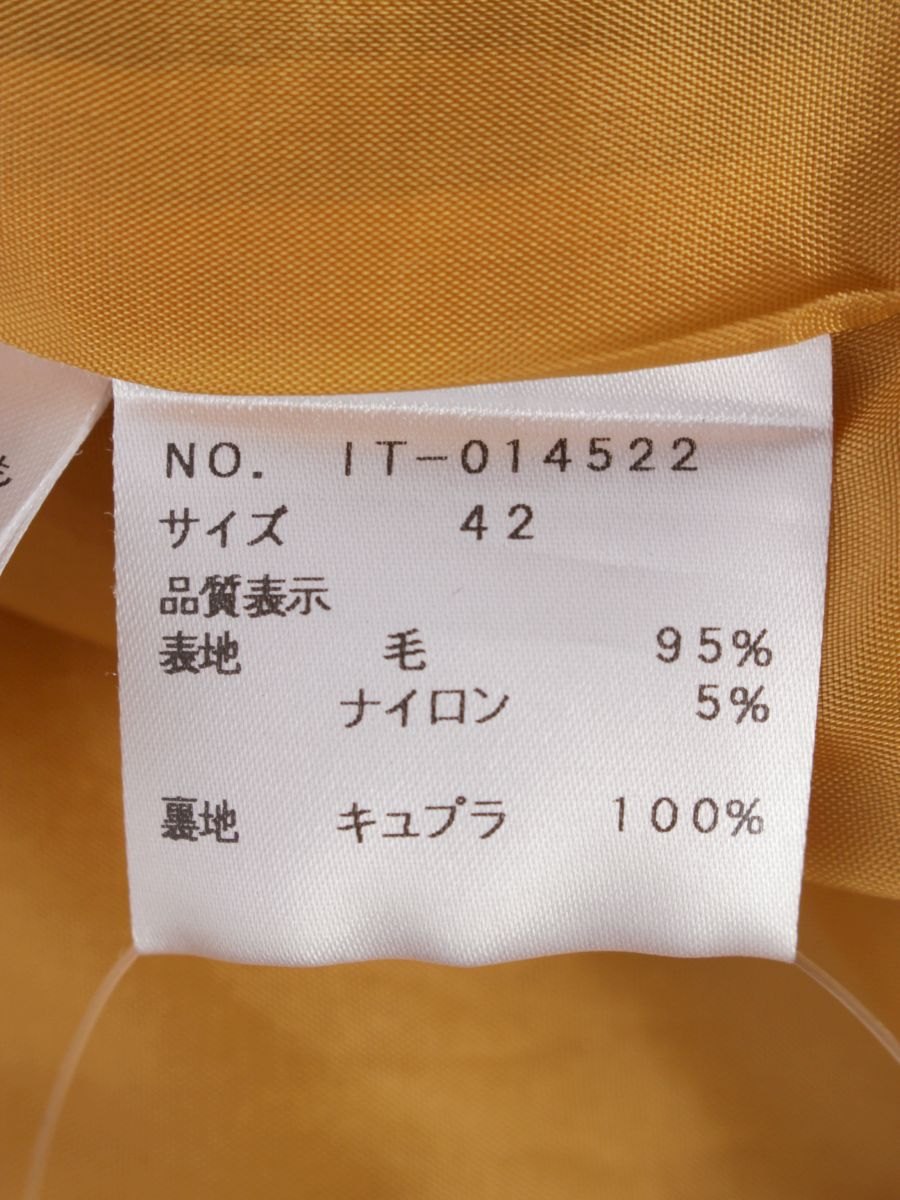 NO. IT-014522
サイズ 42
品質表示
表地 毛 95%
ナイロン 5%
裏地 キュプラ 100%